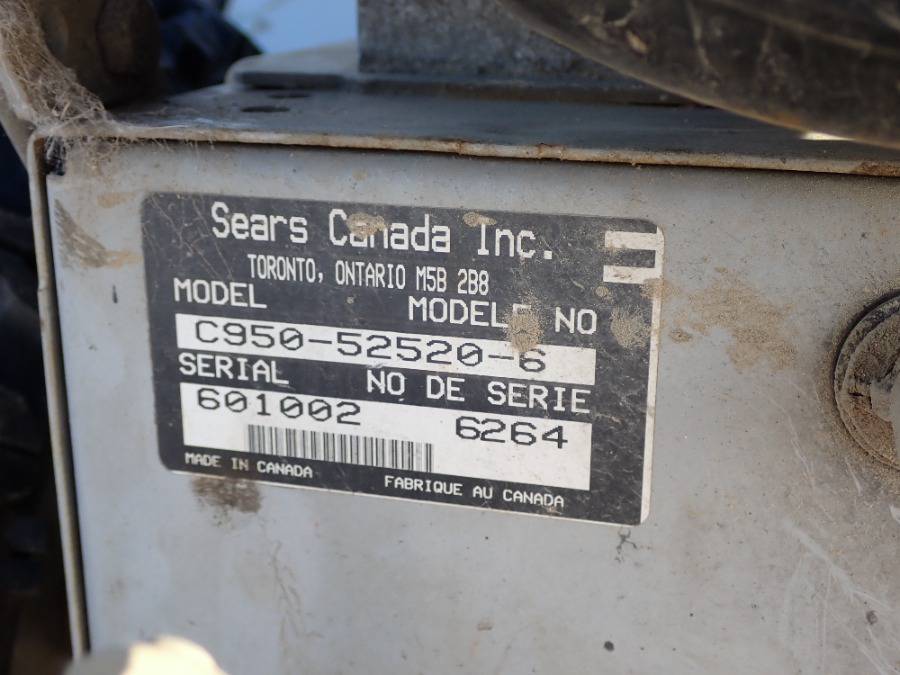 Sears Canada Inc.
TORONTO, ONTARIO M5B 2B8
MODEL MODELE NO
C950-52520-6
SERIAL NO DE SERIE
601002 6264
MADE IN CANADA FABRIQUE AU CANADA